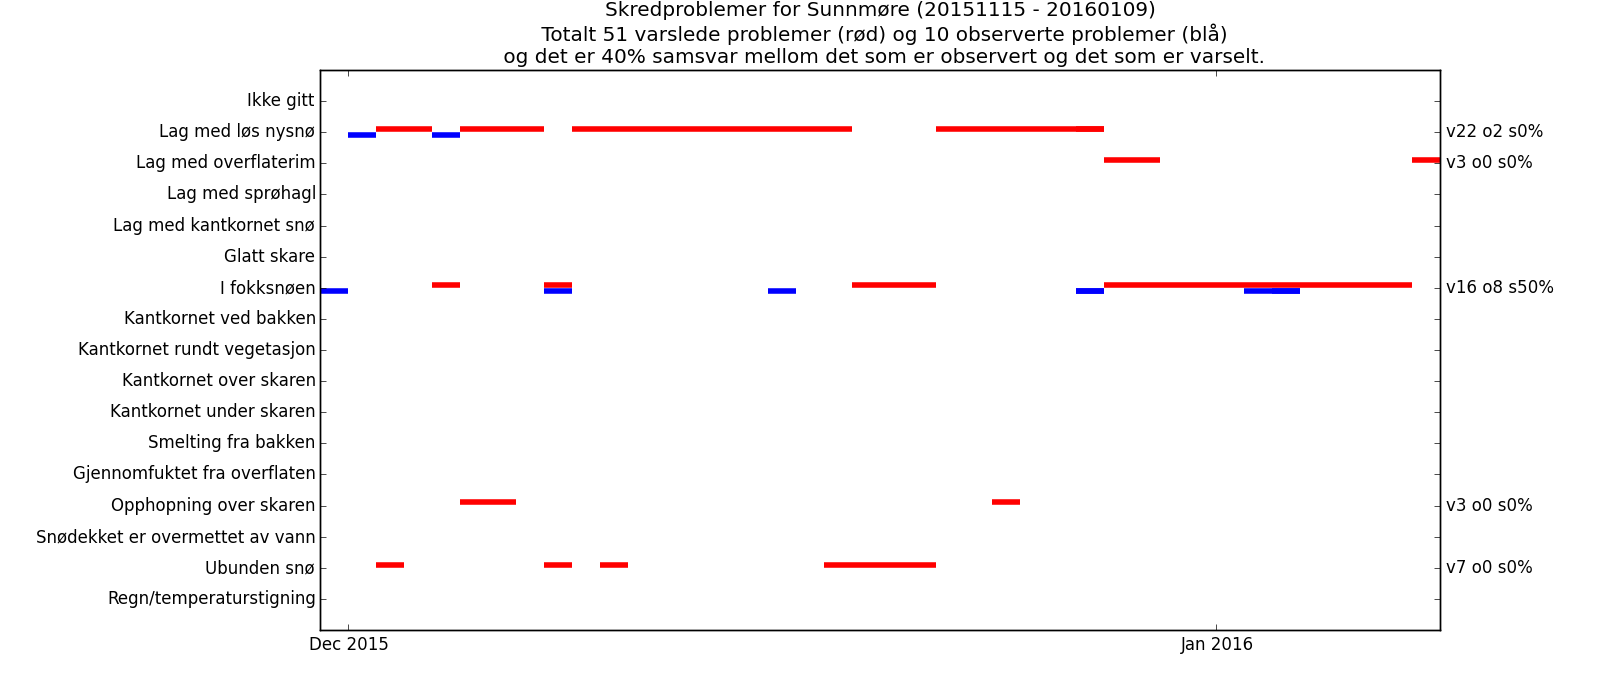 Skredproblemer for Sunnmøre (20151115 - 20160109)
Totalt 51 varslede problemer (rød) og 10 observerte problemer (blå)
og det er 40% samsvar mellom det som er observert og det som er varselt.
Ikke gitt
Lag med løs nysnø v22 o2 s0%
Lag med overflaterim v3 o0 s0%
Lag med sprøhagl
Lag med kantkornet snø
Glatt skare
I fokksnøen v16 o8 s50%
Kantkornet ved bakken
Kantkornet rundt vegetasjon
Kantkornet over skaren
Kantkornet under skaren
Smelting fra bakken
Gjennomfuktet fra overflaten
Opphopning over skaren v3 o0 s0%
Snødekket er overmettet av vann
Ubunden snø v7 o0 s0%
Regn/temperaturstigning
Dec 2015 Jan 2016